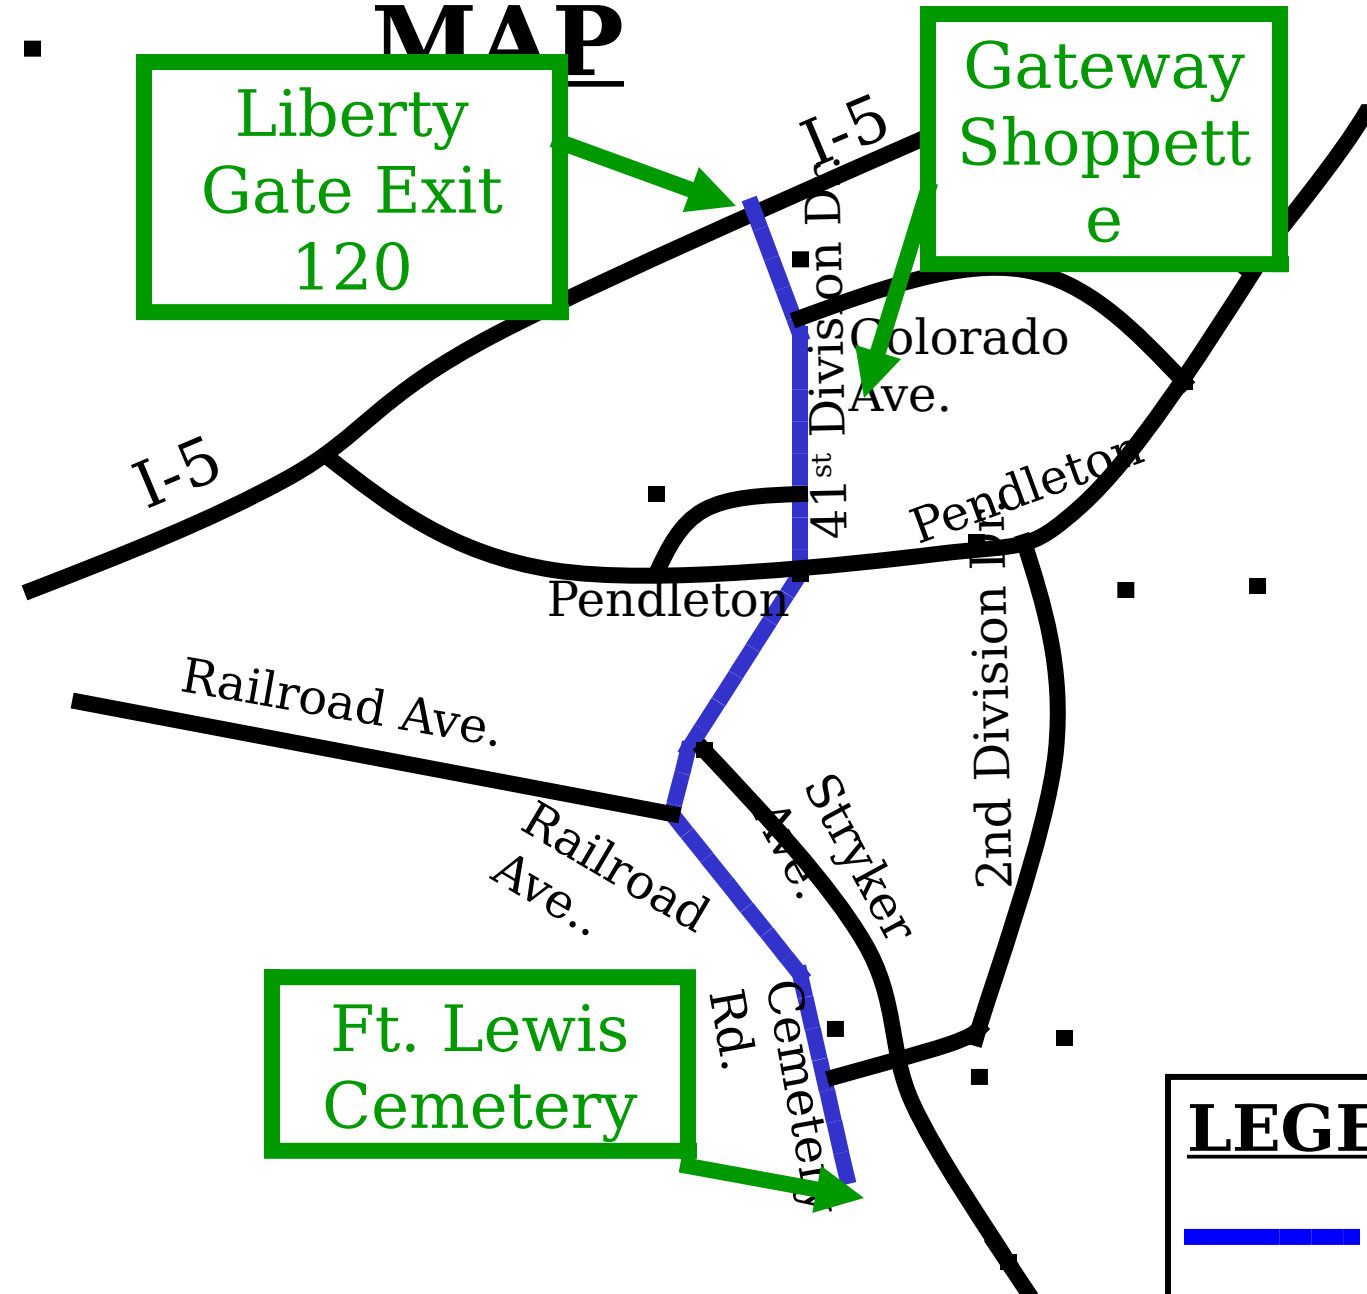 MAP
Liberty
Gate Exit
120
Gateway
Shoppett
e
I-5
41st Division Dr.
Colorado
Ave.
I-5
Pendleton
Pendleton
2nd Division Dr.
Railroad Ave.
Railroad
Ave..
Stryker
Ave.
Cemetery
Rd.
Ft. Lewis
Cemetery
LEGE